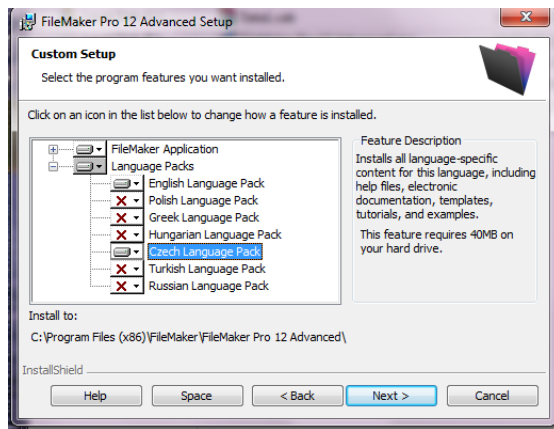 FileMaker Pro 12 Advanced Setup
Custom Setup
Select the program features you want installed.
Click on an icon in the list below to change how a feature is installed.
FileMaker Application
Language Packs
English Language Pack
Polish Language Pack
Greek Language Pack
Hungarian Language Pack
Czech Language Pack
Turkish Language Pack
Russian Language Pack
Feature Description
Installs all language-specific
content for this language, including
help files, electronic
documentation, templates,
tutorials, and examples.
This feature requires 40MB on
your hard drive.
Install to:
C:\Program Files (x86)\FileMaker\FileMaker Pro 12 Advanced\
InstallShield
Help
Space
< Back
Next >
Cancel